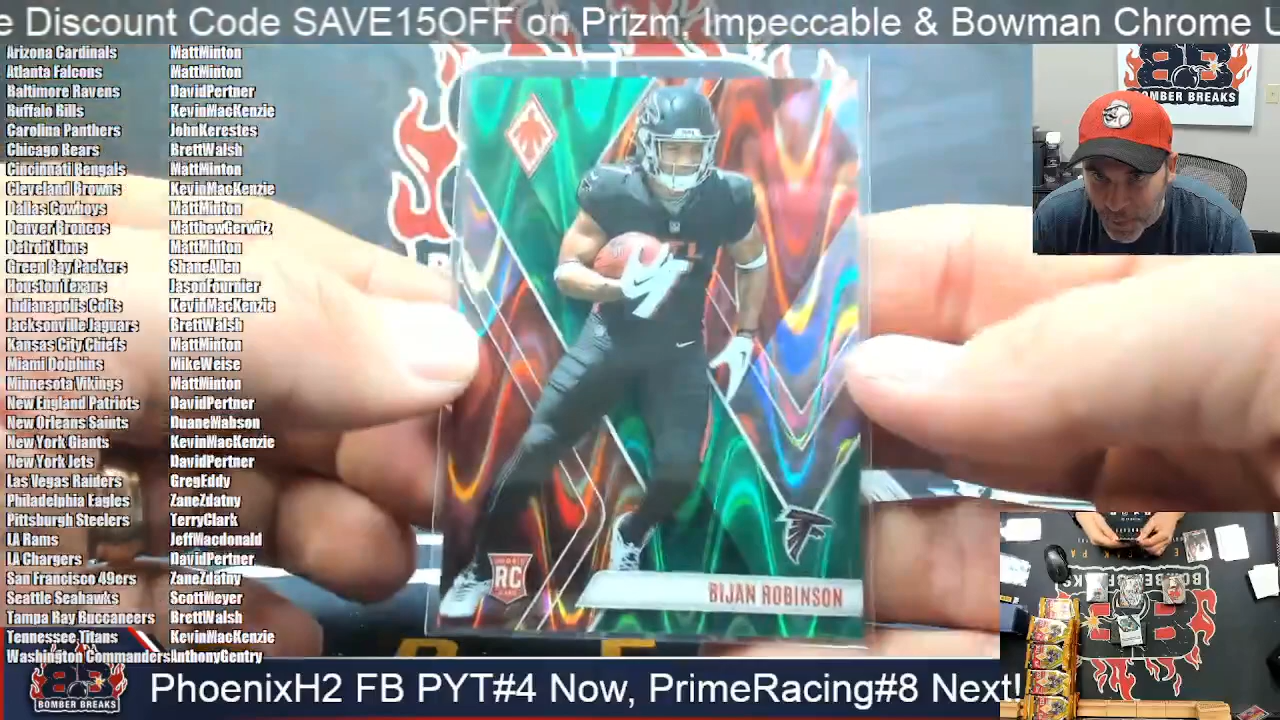 e Discount Code SAVE15OFF on Prizm, Impeccable & Bowman Chrome U
Arizona Cardinals MattMinton
Atlanta Falcons MattMinton
Baltimore Ravens DavidPertner
Buffalo Bills KevinMacKenzie
Carolina Panthers JohnKerestes
Chicago Bears BrettWalsh
Cincinnati Bengals MattMinton
Cleveland Browns KevinMacKenzie
Dallas Cowboys MattMinton
Denver Broncos MatthewGerwitz
Detroit Lions MattMinton
Green Bay Packers ShaneAllen
Houston Texans JasonFournier
Indianapolis Colts KevinMacKenzie
Jacksonville Jaguars BrettWalsh
Kansas City Chiefs MattMinton
Miami Dolphins MikeWeise
Minnesota Vikings MattMinton
New England Patriots DavidPertner
New Orleans Saints DuaneMabson
New York Giants KevinMacKenzie
New York Jets DavidPertner
Las Vegas Raiders GregEddy
Philadelphia Eagles ZaneZdatny
Pittsburgh Steelers TerryClark
LA Rams JeffMacdonald
LA Chargers DavidPertner
San Francisco 49ers ZaneZdatny
Seattle Seahawks ScottMeyer
Tampa Bay Buccaneers BrettWalsh
Tennessee Titans KevinMacKenzie
Washington Commanders AnthonyGentry
ATL
RC
BIJAN ROBINSON
BB
BOMBER BREAKS
BB
BOMBER BREAKS
PhoenixH2 FB PYT#4 Now, PrimeRacing#8 Next!